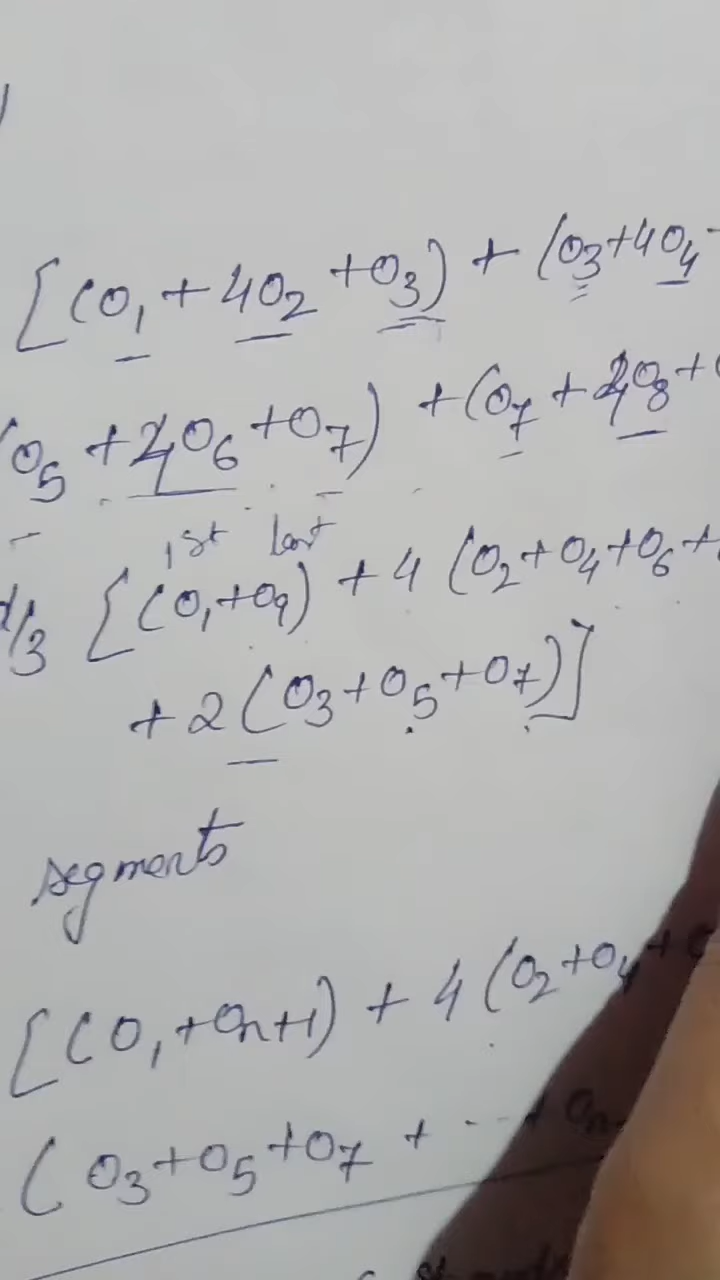 [(O₁ + 4O₂ + O₃) + (O₃ + 4O₄ +
(O₅ + 4O₆ + O₇) + (O₇ + 4O₈ +
1st last
/3 [(O₁ + O₉) + 4 (O₂ + O₄ + O₆ +
+ 2 (O₃ + O₅ + O₇)]
segments
[(O₁ + On+1) + 4 (O₂ + O₄ +
(O₃ + O₅ + O₇ + ... +